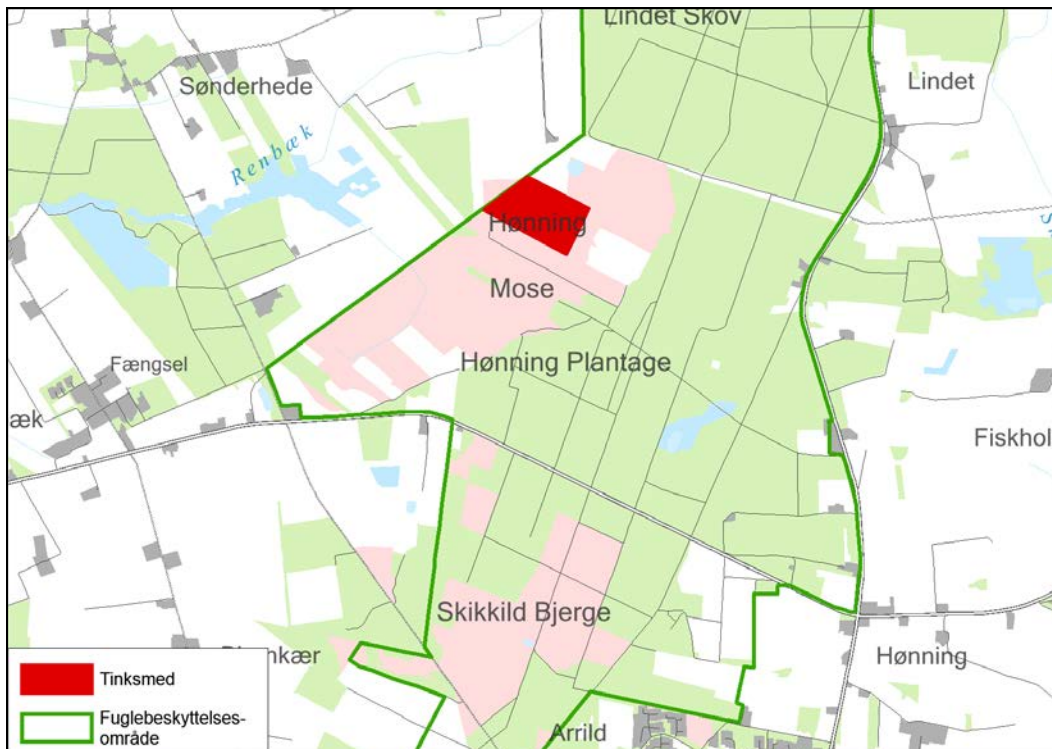 Lindet Skov
Sønderhede
Lindet
Renbæk
Hønning
Mose
Fængsel
Hønning Plantage
æk
Fiskhol
Skikkild Bjerge
Hønning
Arrild
Tinksmed
Fuglebeskyttelses-
område